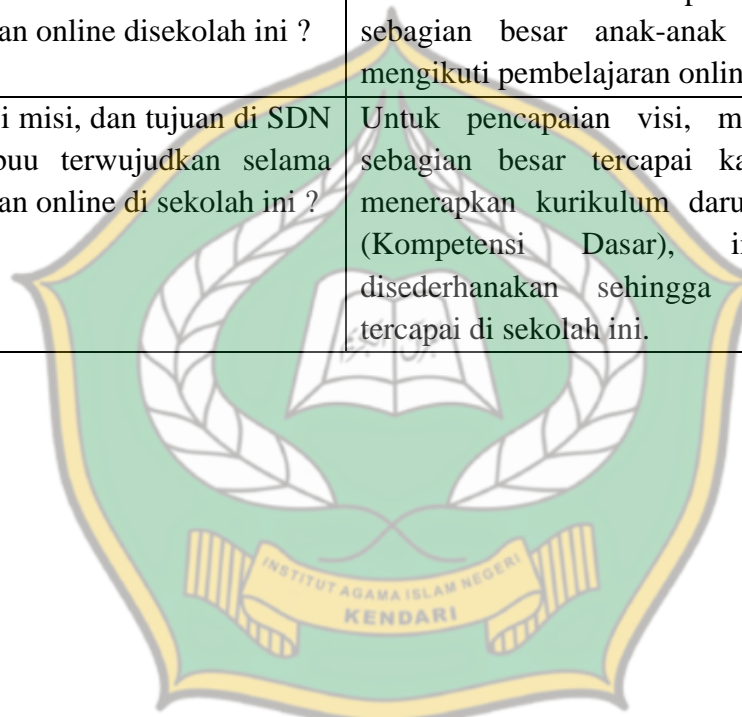 an online disekolah ini ?
sebagian besar anak-anak
mengikuti pembelajaran onlin
i misi, dan tujuan di SDN
buu terwujudkan selama
an online di sekolah ini ?
Untuk pencapaian visi, m
sebagian besar tercapai ka
menerapkan kurikulum daru
(Kompetensi Dasar), i
disederhanakan sehingga
tercapai di sekolah ini.
INSTITUT AGAMA ISLAM NEGERI
KENDARI